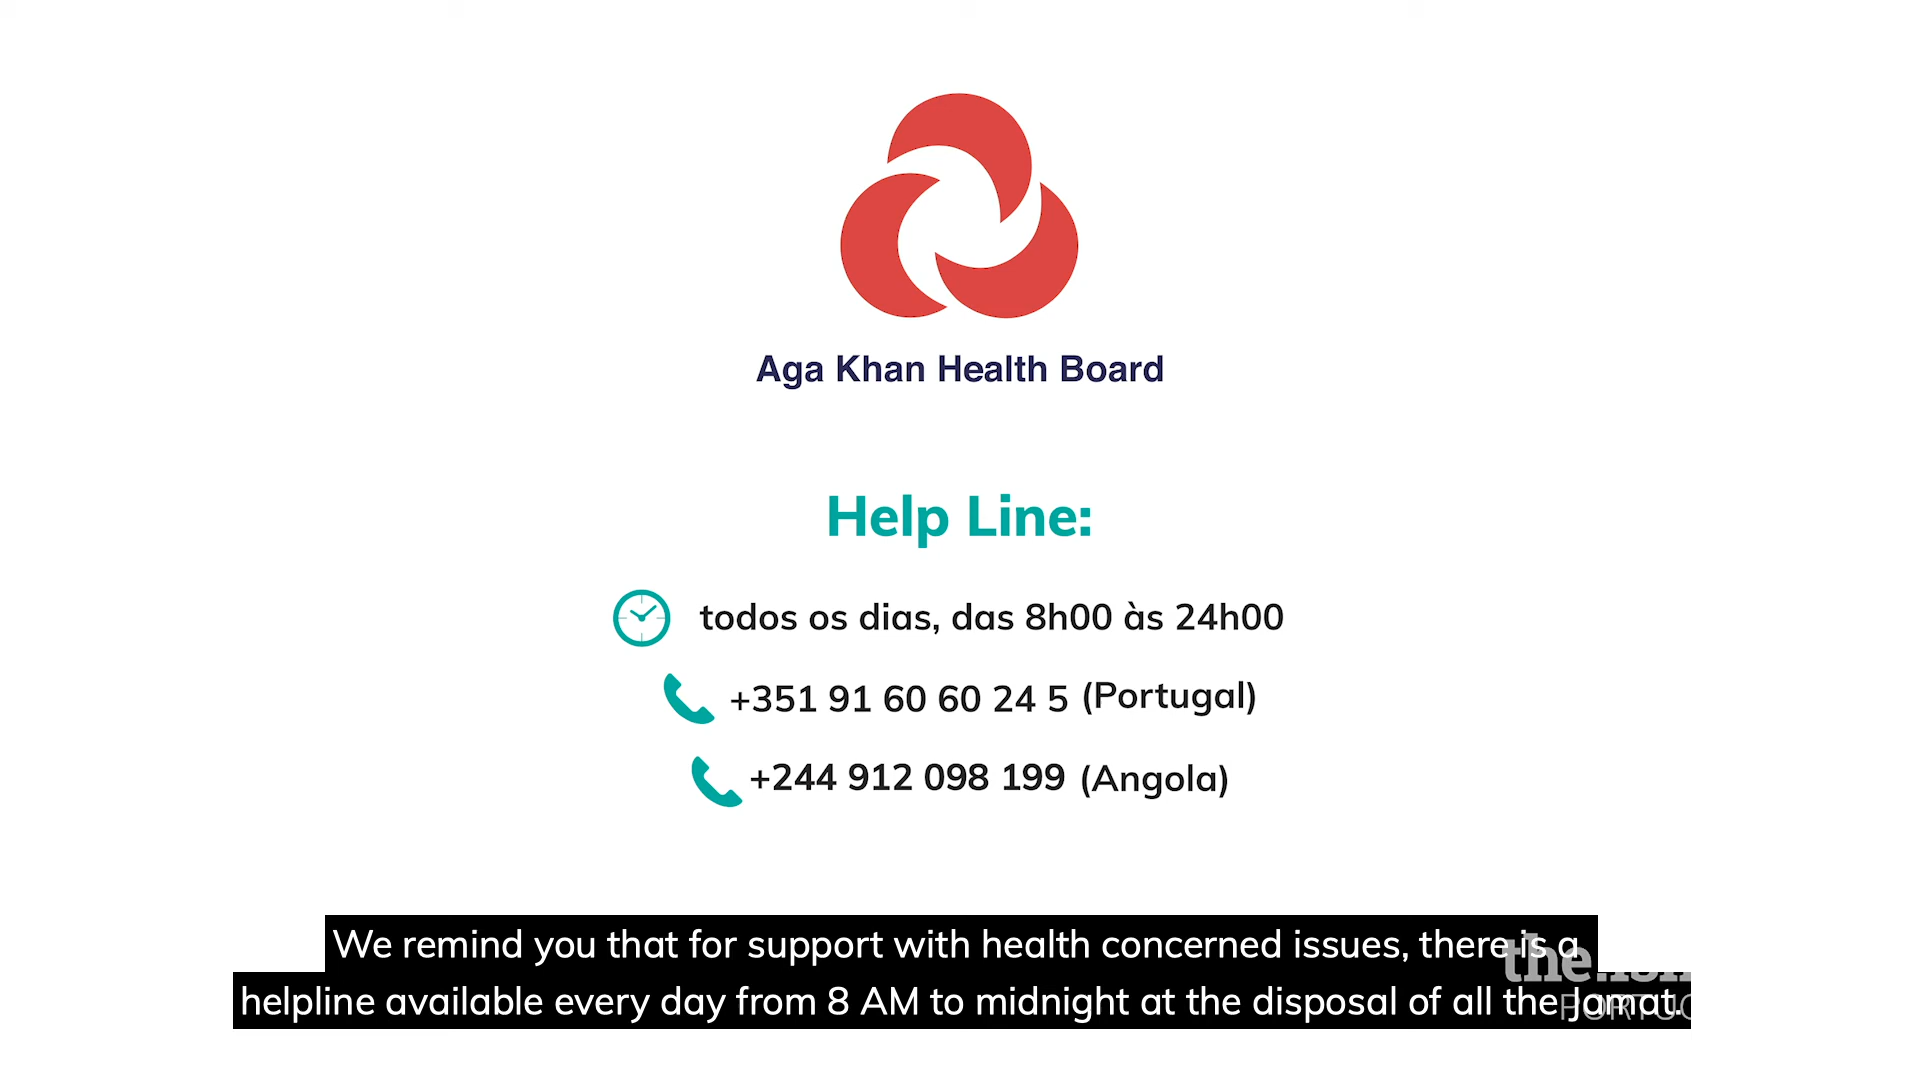 Aga Khan Health Board
Help Line:
todos os dias, das 8h00 às 24h00
+351 91 60 60 24 5 (Portugal)
+244 912 098 199 (Angola)
We remind you that for support with health concerned issues, there is a
helpline available every day from 8 AM to midnight at the disposal of all the Jamat.